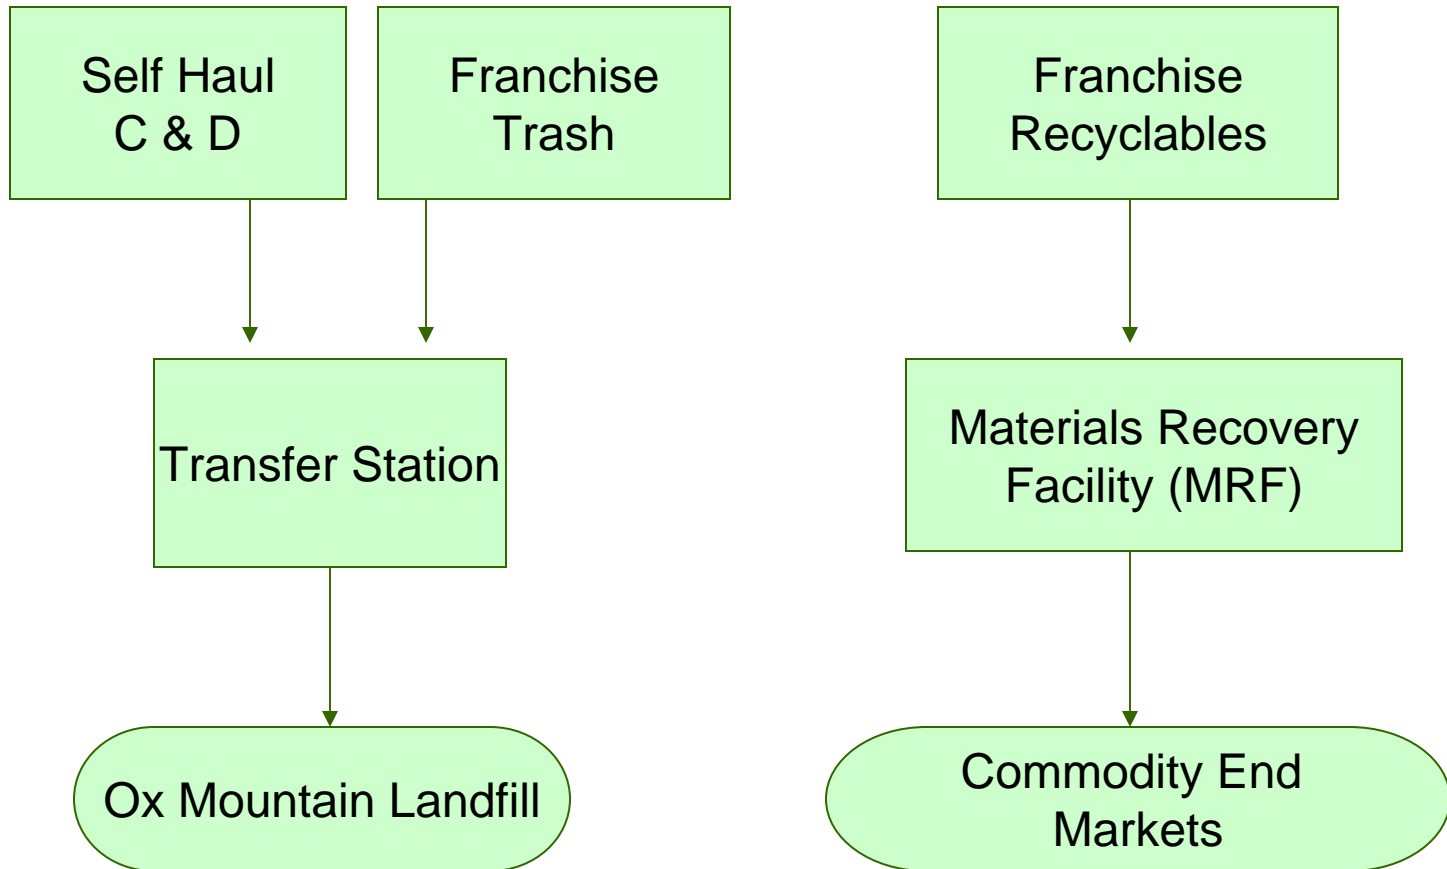 Self Haul
C & D
Franchise
Trash
Franchise
Recyclables
Transfer Station
Materials Recovery
Facility (MRF)
Ox Mountain Landfill
Commodity End
Markets